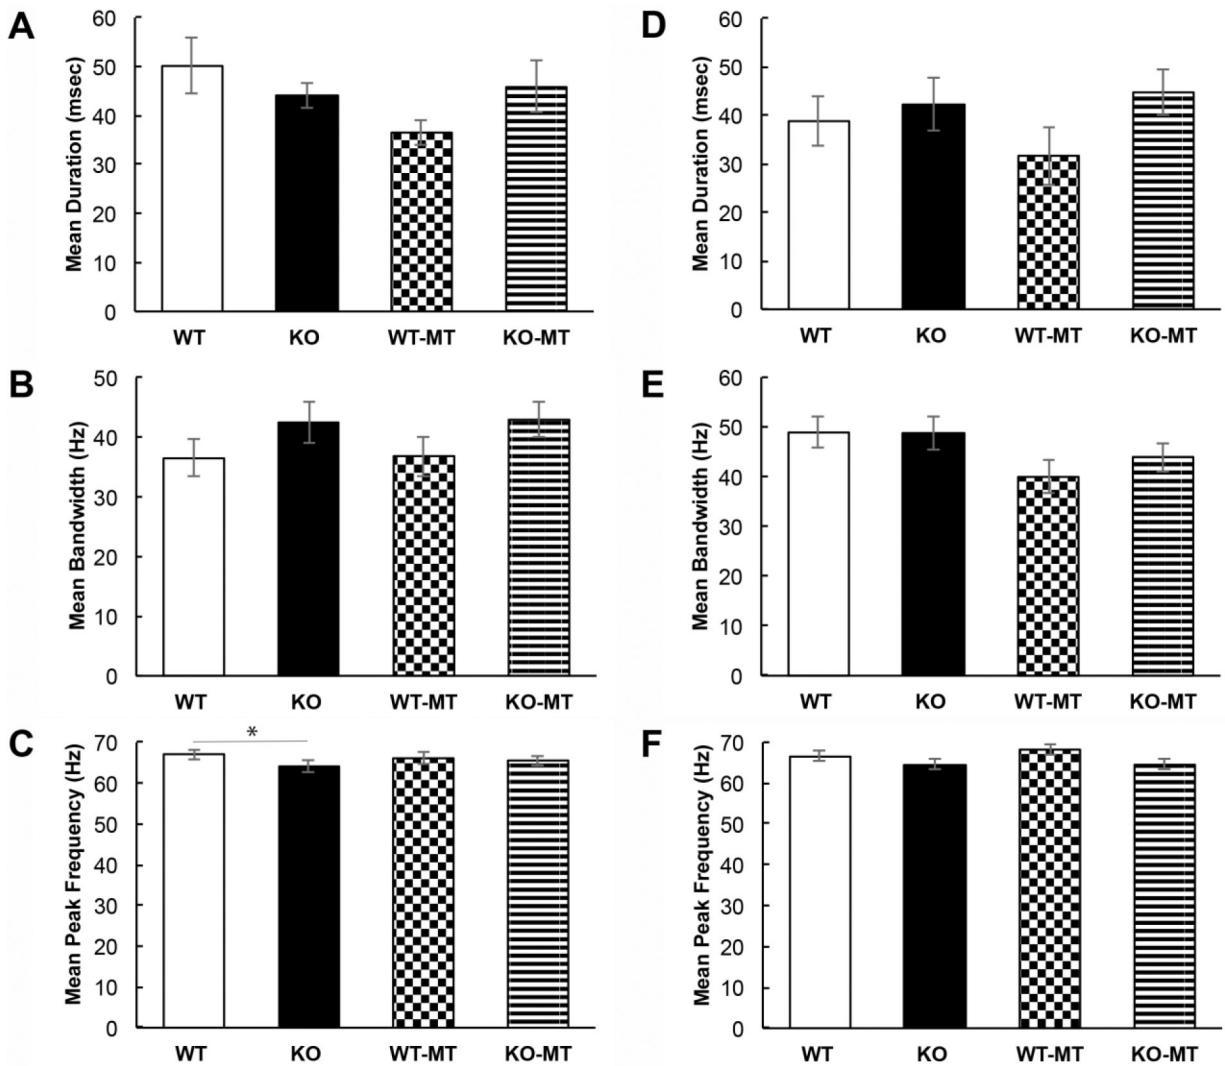 A
Mean Duration (msec)
60
50
40
30
20
10
0
WT KO WT-MT KO-MT
D
Mean Duration (msec)
60
50
40
30
20
10
0
WT KO WT-MT KO-MT
B
Mean Bandwidth (Hz)
50
40
30
20
10
0
WT KO WT-MT KO-MT
E
Mean Bandwidth (Hz)
60
50
40
30
20
10
0
WT KO WT-MT KO-MT
C
Mean Peak Frequency (Hz)
70
60
50
40
30
20
10
0
*
WT KO WT-MT KO-MT
F
Mean Peak Frequency (Hz)
70
60
50
40
30
20
10
0
WT KO WT-MT KO-MT